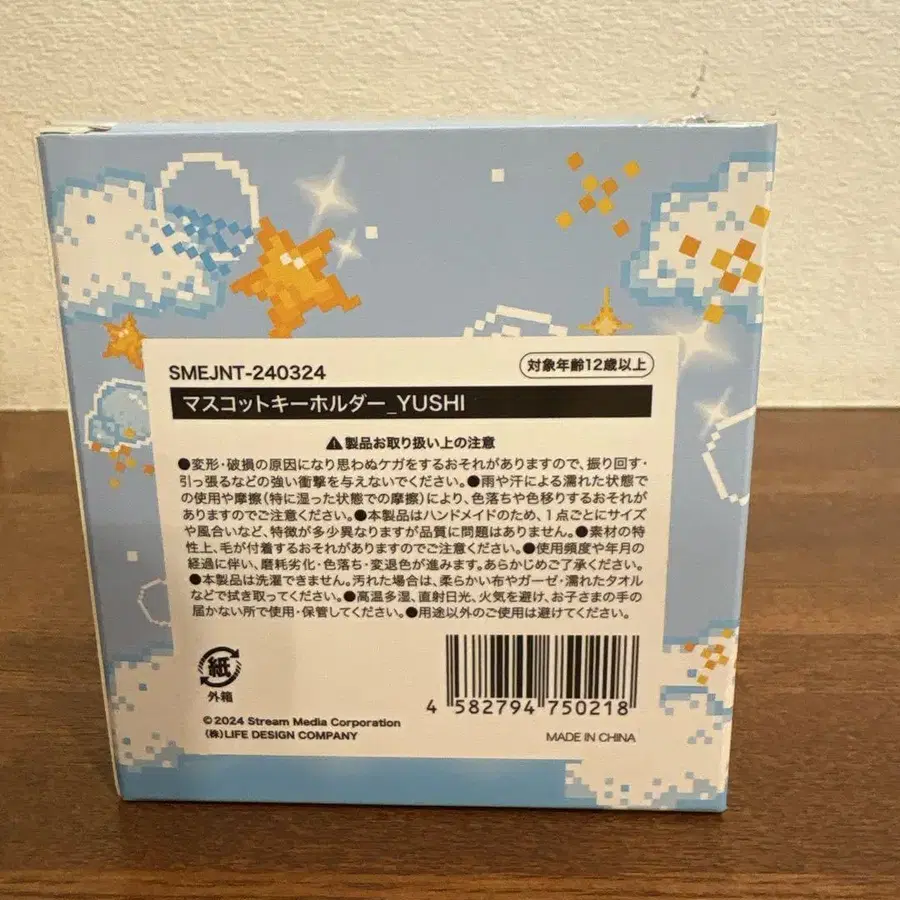 SMEJNT-240324
対象年齢12歳以上
マスコットキーホルダー_YUSHI
⚠製品お取り扱い上の注意
●変形・破損の原因になり思わぬケガをするおそれがありますので、振り回す・
引っ張るなどの強い衝撃を与えないでください。●雨や汗による濡れた状態で
の使用や摩擦(特に湿った状態での摩擦)により、色落ちや色移りするおそれが
ありますのでご注意ください。●本製品はハンドメイドのため、1点ごとにサイズ
や風合いなど、特徴が多少異なりますが品質に問題はありません。●素材の特
性上、毛が付着するおそれがありますのでご注意ください。●使用頻度や年月の
経過に伴い、磨耗劣化・色落ち・変退色が進みます。あらかじめご了承ください。
●本製品は洗濯できません。汚れた場合は、柔らかい布やガーゼ・濡れたタオル
などで拭き取ってください。●高温多湿、直射日光、火気を避け、お子さまの手の
届かない所で使用・保管してください。●用途以外のご使用は避けてください。
紙
外箱
4 582794 750218
©2024 Stream Media Corporation
(株)LIFE DESIGN COMPANY
MADE IN CHINA